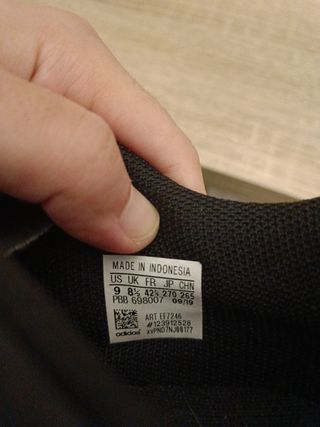 MADE IN INDONESIA
US UK FR JP CHN
9 8½ 42⅔ 270 265
PBB 698007 09/19
ART EF7246
#123912528
adidas